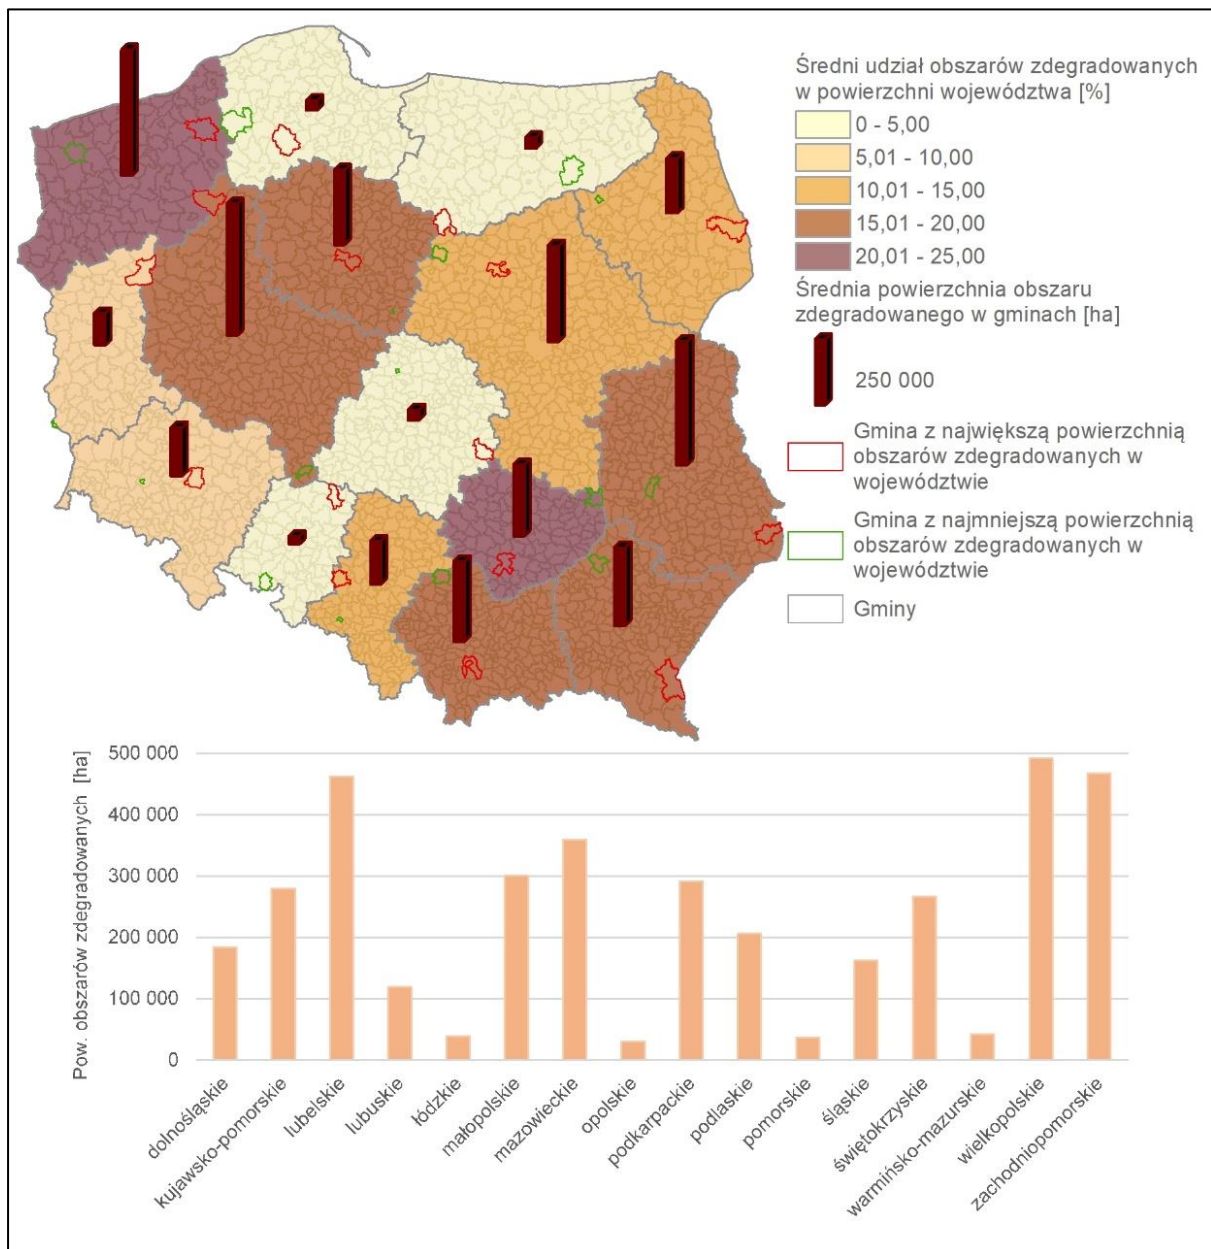 Średni udział obszarów zdegradowanych
w powierzchni województwa [%]
0 - 5,00
5,01 - 10,00
10,01 - 15,00
15,01 - 20,00
20,01 - 25,00
Średnia powierzchnia obszaru
zdegradowanego w gminach [ha]
250 000
Gmina z największą powierzchnią
obszarów zdegradowanych w
województwie
Gmina z najmniejszą powierzchnią
obszarów zdegradowanych w
województwie
Gminy
Pow. obszarów zdegradowanych [ha]
500 000
400 000
300 000
200 000
100 000
0
dolnośląskie
kujawsko-pomorskie
lubelskie
lubuskie
łódzkie
małopolskie
mazowieckie
opolskie
podkarpackie
podlaskie
pomorskie
śląskie
świętokrzyskie
warmińsko-mazurskie
wielkopolskie
zachodniopomorskie